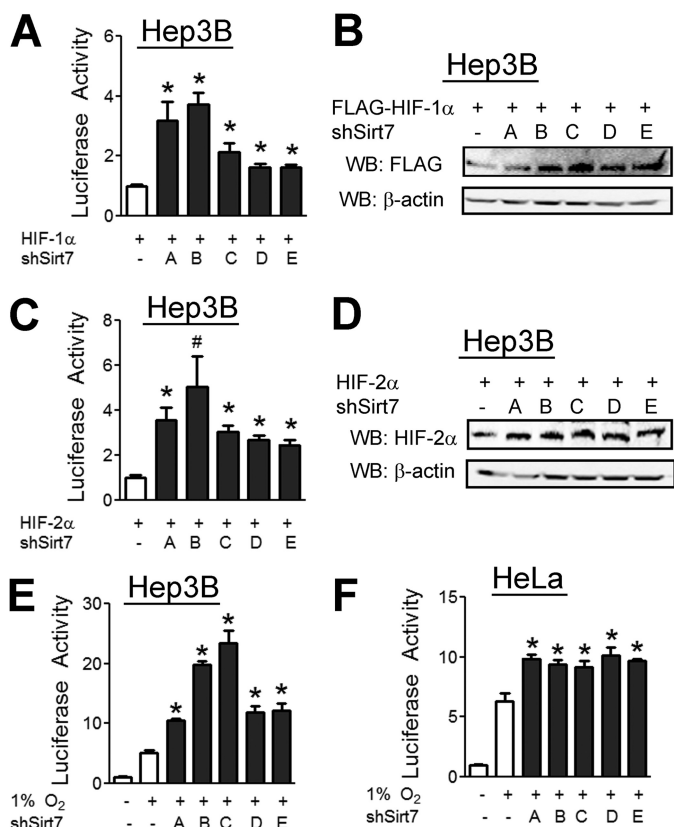 A
Hep3B
Luciferase Activity
6
4
2
0
* * * * *
HIF-1α + + + + + +
shSirt7 - A B C D E
B
Hep3B
FLAG-HIF-1α + + + + + +
shSirt7 - A B C D E
WB: FLAG
WB: β-actin
C
Hep3B
Luciferase Activity
8
6
4
2
0
* # * * *
HIF-2α + + + + + +
shSirt7 - A B C D E
D
Hep3B
HIF-2α + + + + + +
shSirt7 - A B C D E
WB: HIF-2α
WB: β-actin
E
Hep3B
Luciferase Activity
30
20
10
0
* * * * *
1% O₂ - + + + + + +
shSirt7 - - A B C D E
F
HeLa
Luciferase Activity
15
10
5
0
* * * * *
1% O₂ - + + + + + +
shSirt7 - - A B C D E